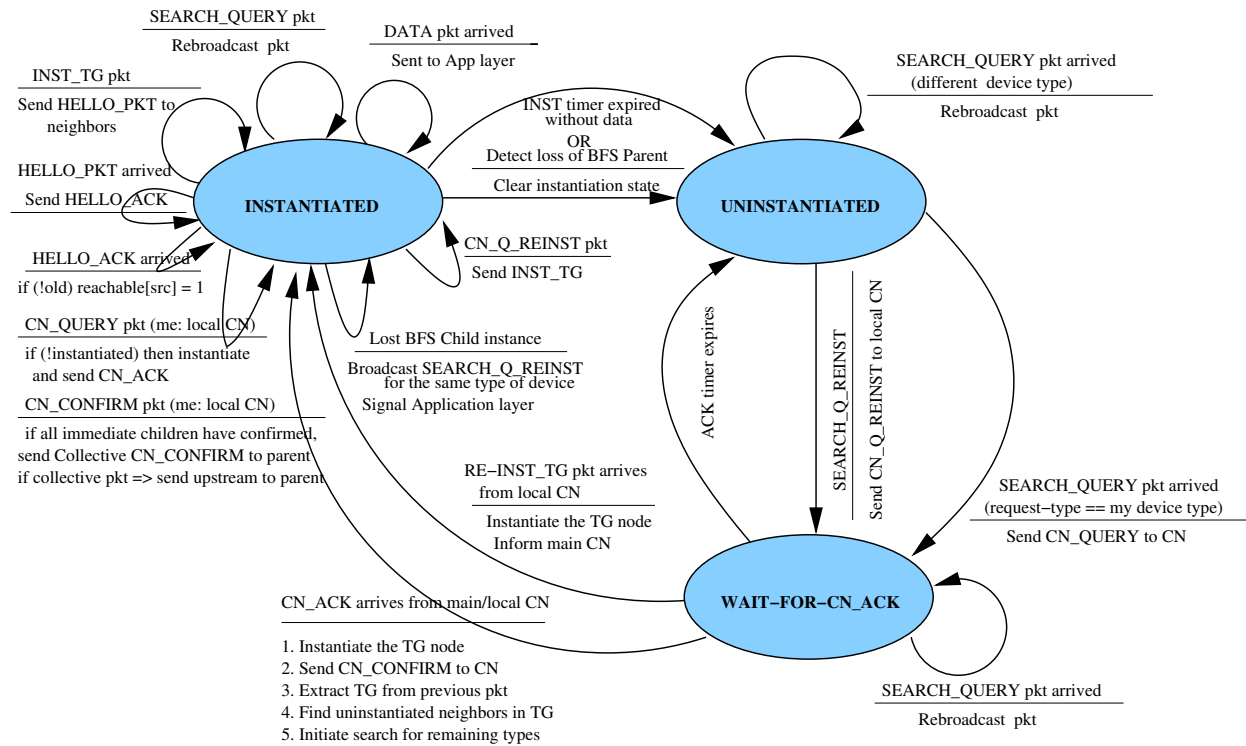 SEARCH_QUERY pkt
Rebroadcast pkt
DATA pkt arrived
Sent to App layer
INST_TG pkt
Send HELLO_PKT to
neighbors
HELLO_PKT arrived
Send HELLO_ACK
HELLO_ACK arrived
if (!old) reachable[src] = 1
CN_QUERY pkt (me: local CN)
if (!instantiated) then instantiate
and send CN_ACK
CN_CONFIRM pkt (me: local CN)
if all immediate children have confirmed,
send Collective CN_CONFIRM to parent
if collective pkt => send upstream to parent
INSTANTIATED
INST timer expired
without data
OR
Detect loss of BFS Parent
Clear instantiation state
CN_Q_REINST pkt
Send INST_TG
Lost BFS Child instance
Broadcast SEARCH_Q_REINST
for the same type of device
Signal Application layer
UNINSTANTIATED
SEARCH_QUERY pkt arrived
(different device type)
Rebroadcast pkt
ACK timer expires
SEARCH_Q_REINST
Send CN_Q_REINST to local CN
SEARCH_QUERY pkt arrived
(request−type == my device type)
Send CN_QUERY to CN
RE−INST_TG pkt arrives
from local CN
Instantiate the TG node
Inform main CN
WAIT−FOR−CN_ACK
CN_ACK arrives from main/local CN
1. Instantiate the TG node
2. Send CN_CONFIRM to CN
3. Extract TG from previous pkt
4. Find uninstantiated neighbors in TG
5. Initiate search for remaining types
SEARCH_QUERY pkt arrived
Rebroadcast pkt